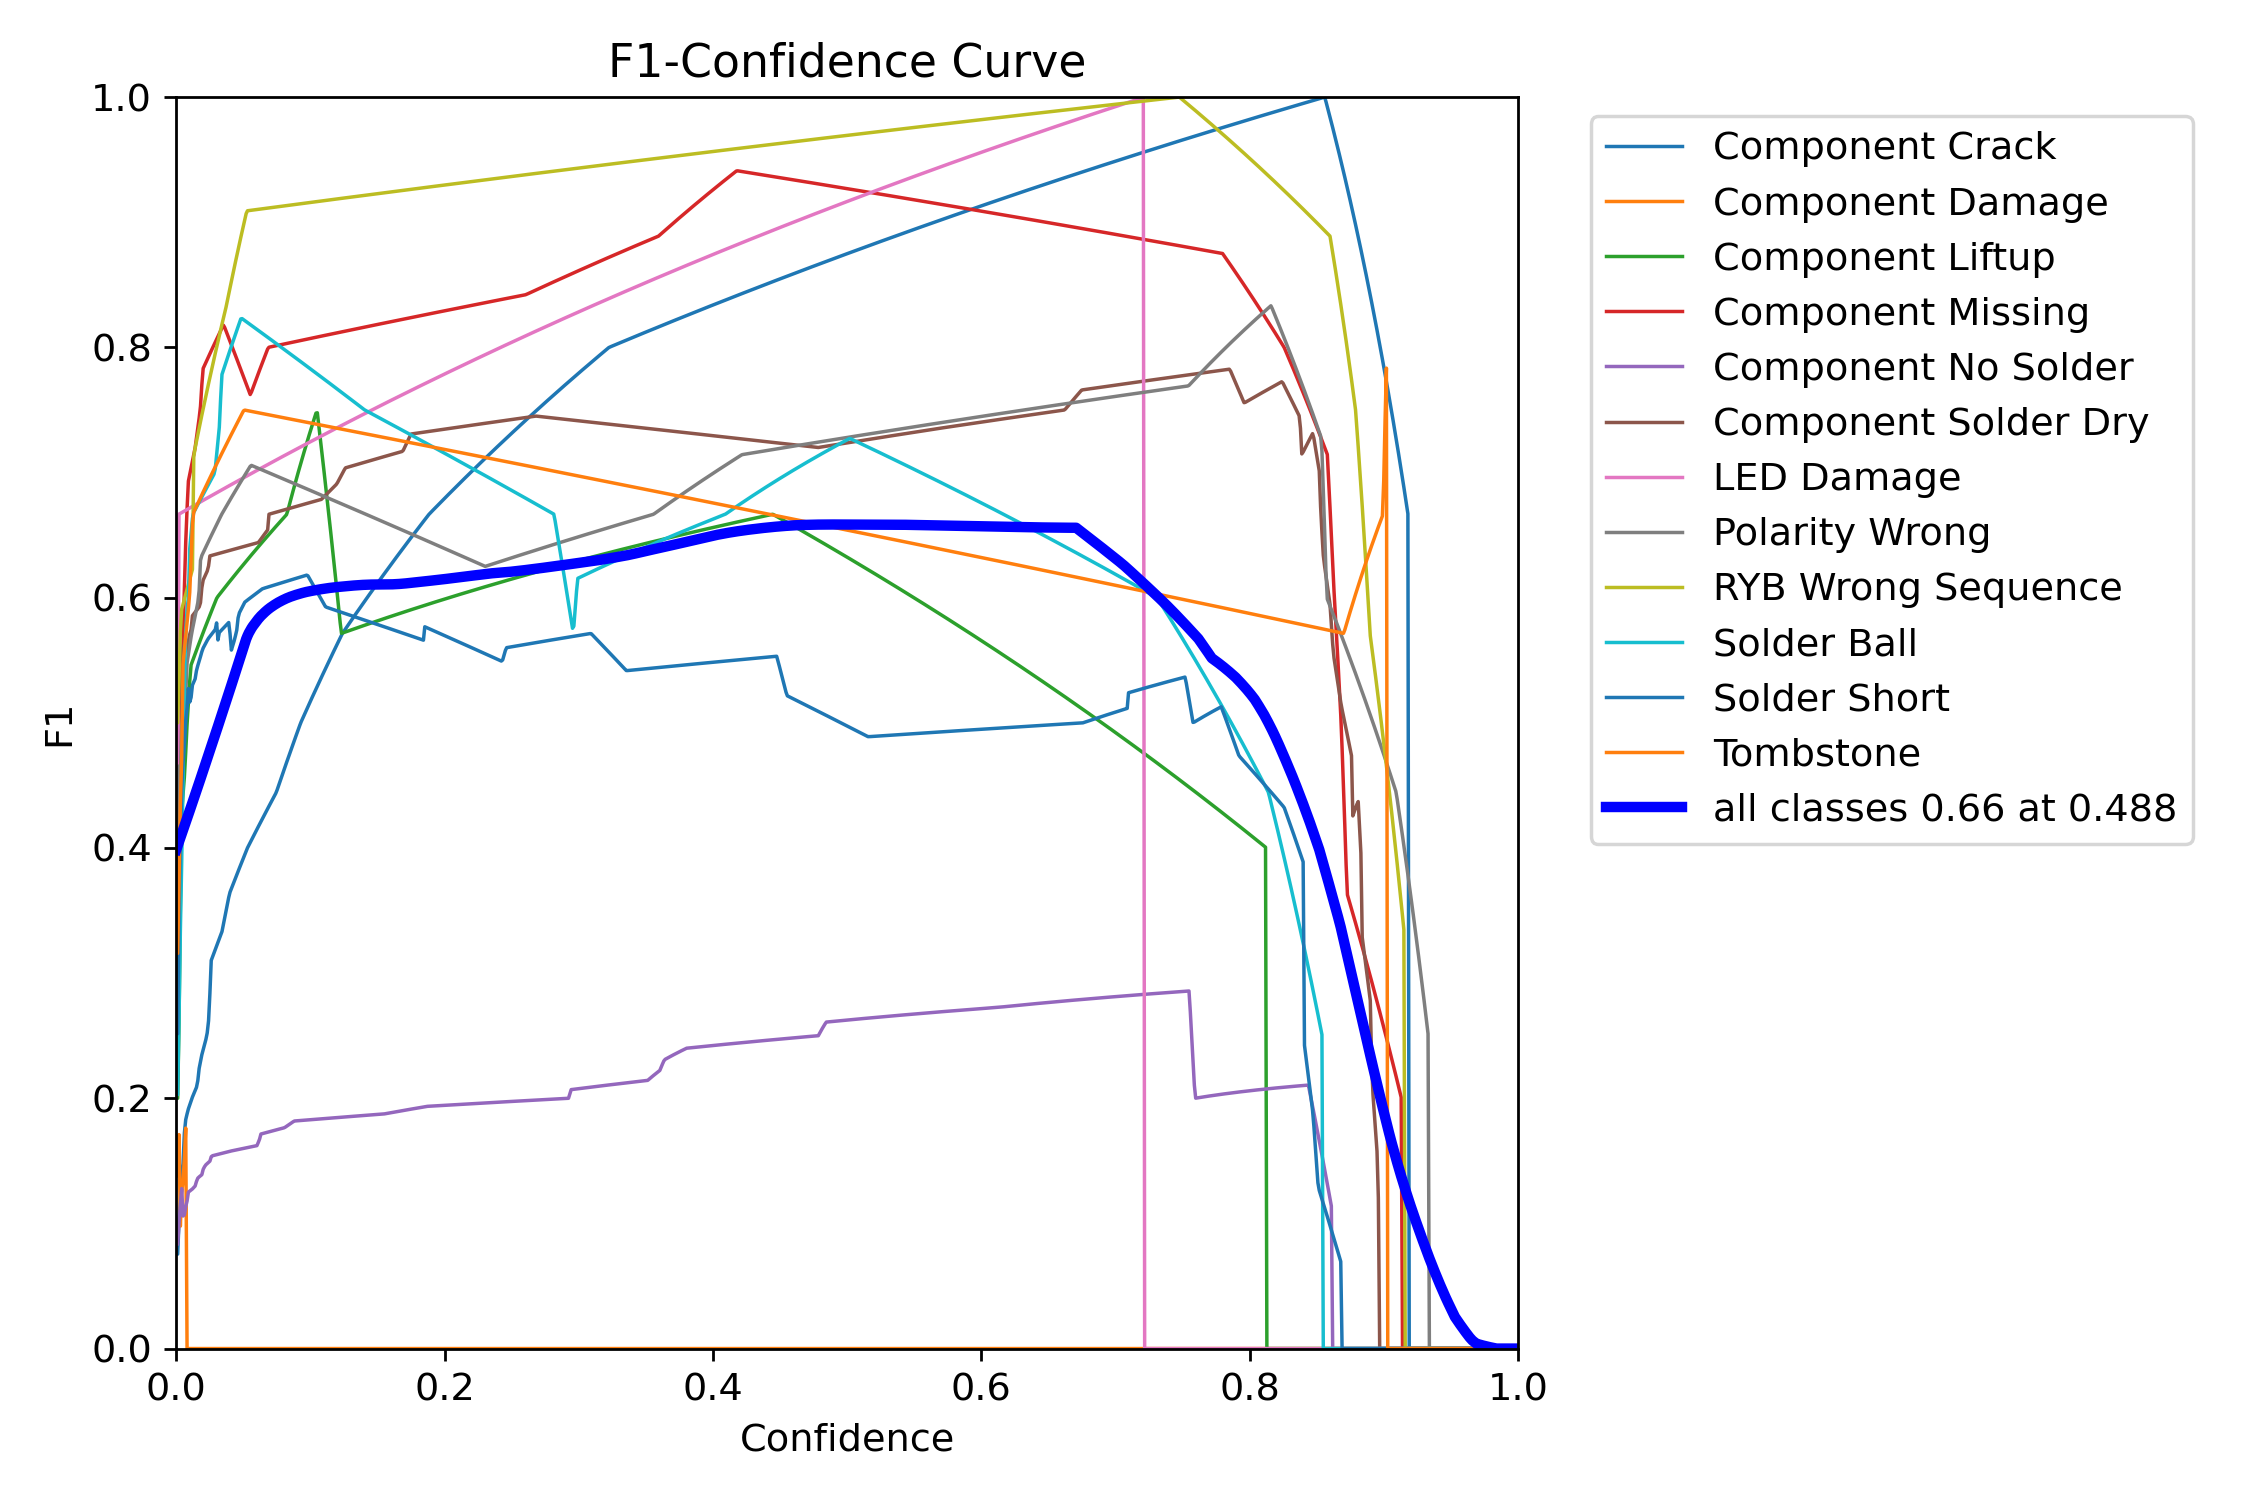 F1-Confidence Curve
1.0
0.8
0.6
0.4
0.2
0.0
F1
0.0 0.2 0.4 0.6 0.8 1.0
Confidence
Component Crack
Component Damage
Component Liftup
Component Missing
Component No Solder
Component Solder Dry
LED Damage
Polarity Wrong
RYB Wrong Sequence
Solder Ball
Solder Short
Tombstone
all classes 0.66 at 0.488